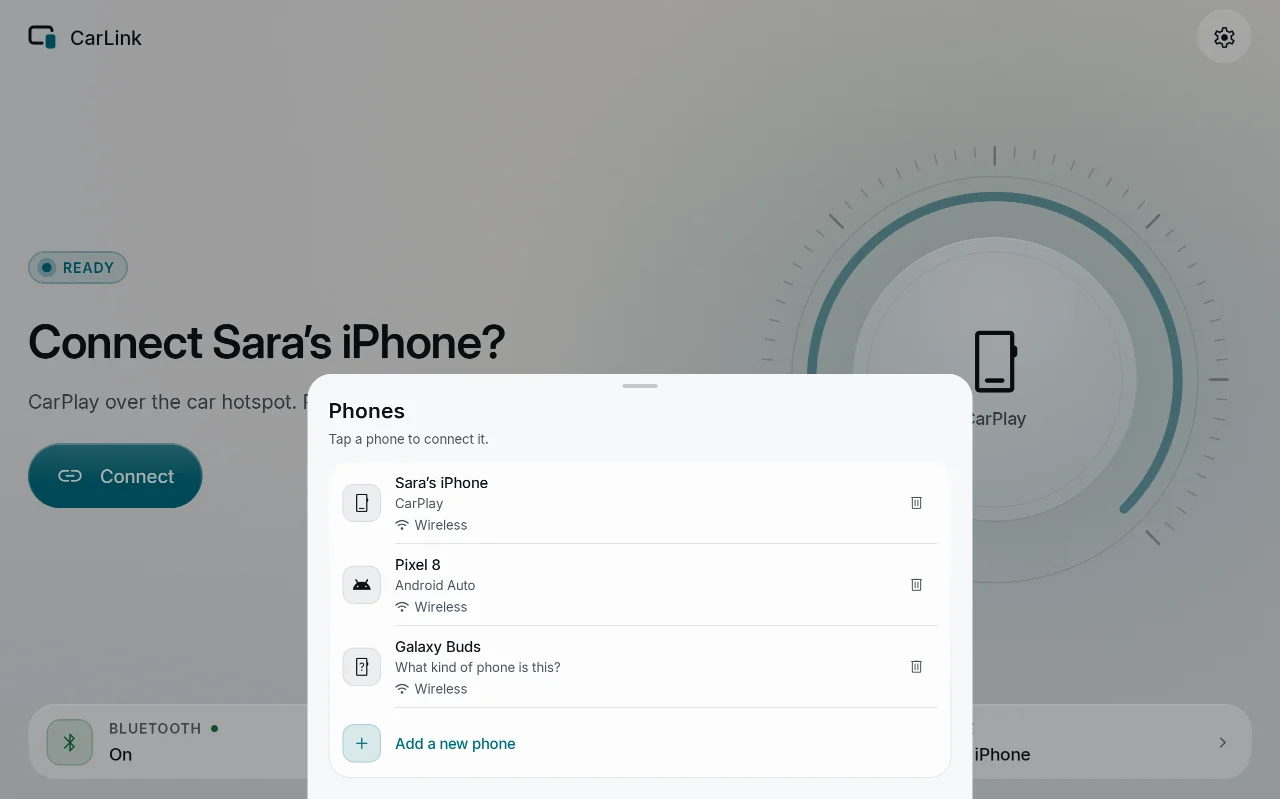 CarLink
READY
Connect Sara’s iPhone?
CarPlay over the car hotspot.
Connect
CarPlay
Phones
Tap a phone to connect it.
Sara’s iPhone
CarPlay
Wireless
Pixel 8
Android Auto
Wireless
Galaxy Buds
What kind of phone is this?
Wireless
Add a new phone
BLUETOOTH
On
iPhone